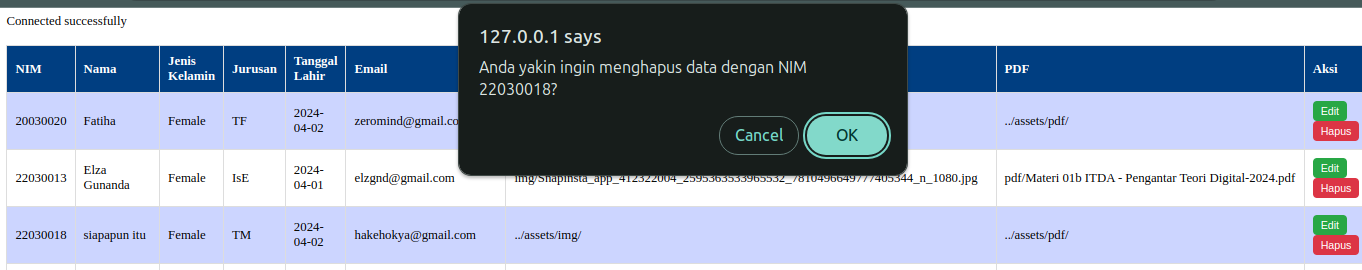 Connected successfully
127.0.0.1 says
Anda yakin ingin menghapus data dengan NIM
22030018?
Cancel OK
NIM Nama Jenis Kelamin Jurusan Tanggal Lahir Email PDF Aksi
20030020 Fatiha Female TF 2024-04-02 zeromind@gmail.co ../assets/pdf/ Edit Hapus
22030013 Elza Gunanda Female IsE 2024-04-01 elzgnd@gmail.com img/Snapinsta_app_412322004_2595363533965532_7810496649777405344_n_1080.jpg pdf/Materi 01b ITDA - Pengantar Teori Digital-2024.pdf Edit Hapus
22030018 siapapun itu Female TM 2024-04-02 hakehokya@gmail.com ../assets/img/ ../assets/pdf/ Edit Hapus